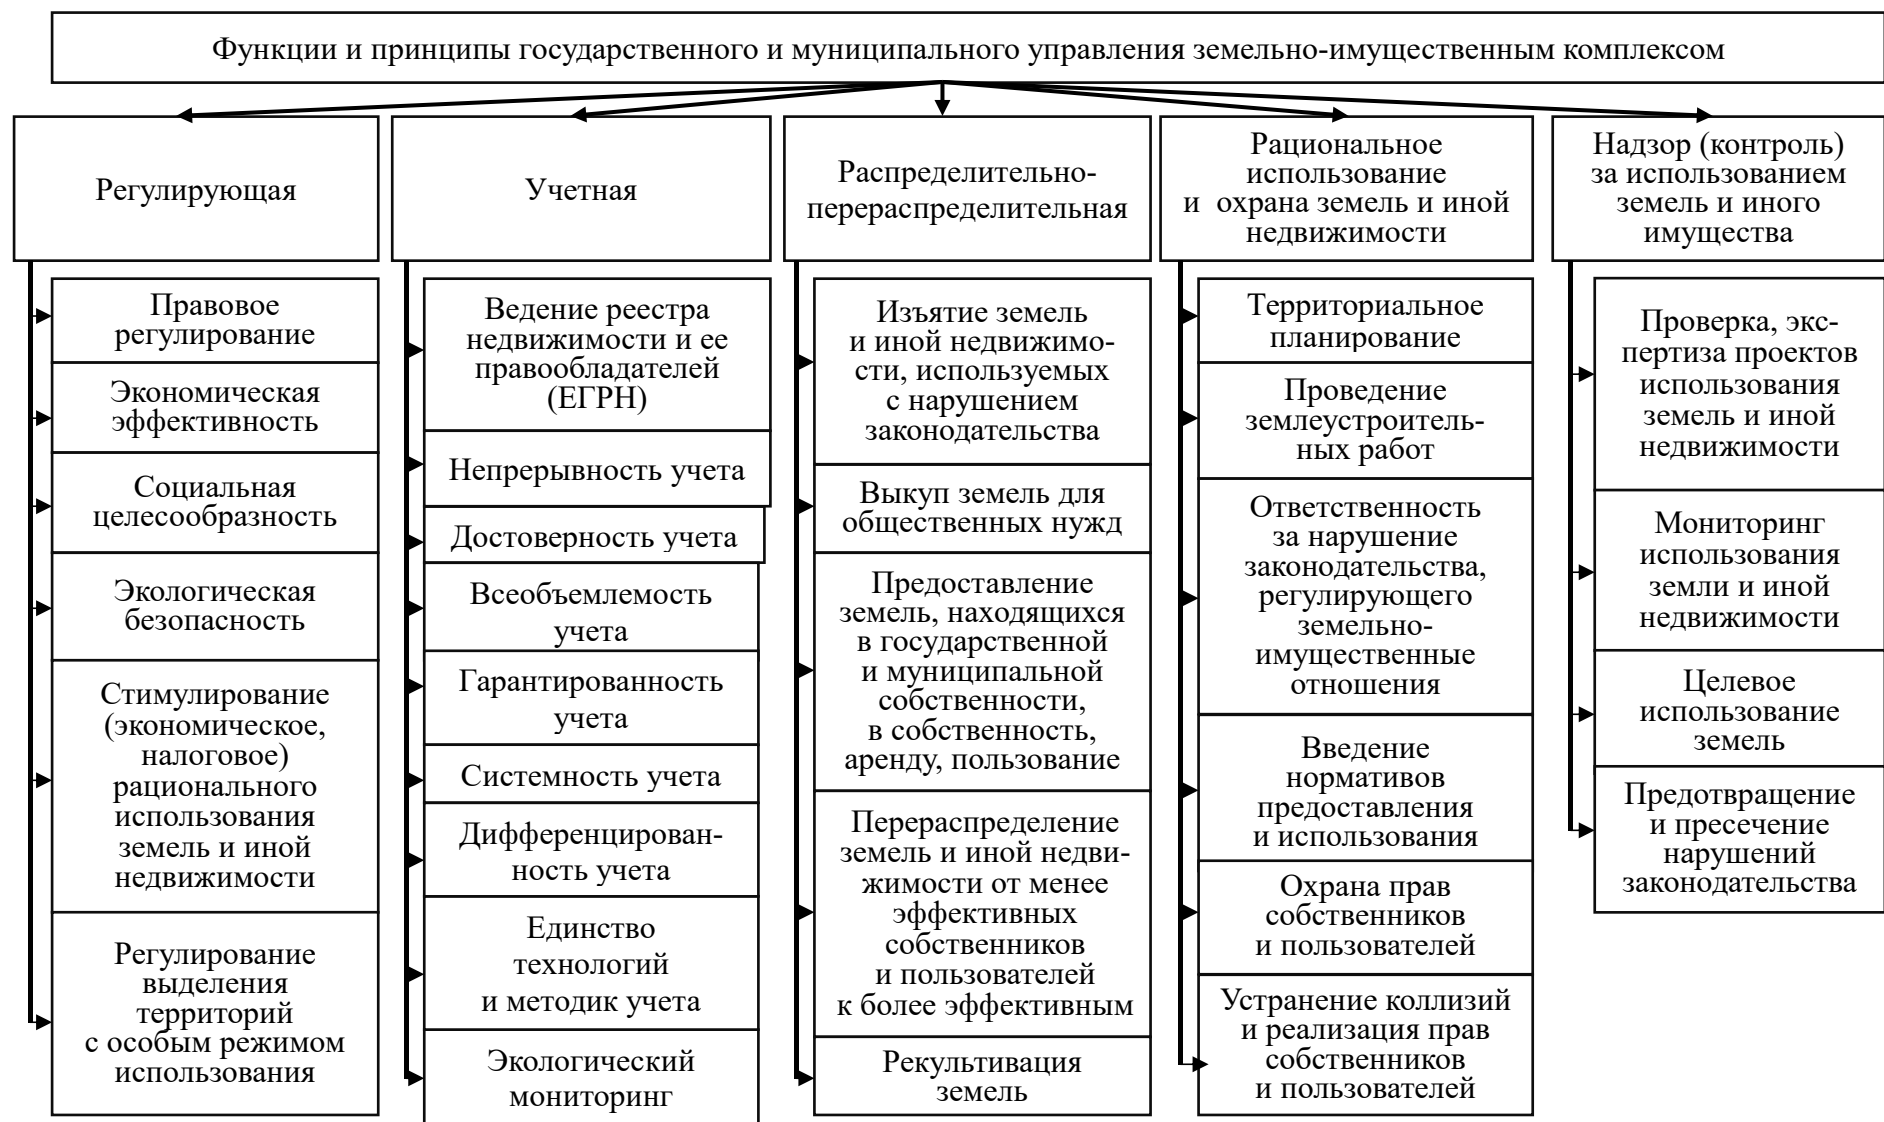 Функции и принципы государственного и муниципального управления земельно-имущественным комплексом
Регулирующая
Правовое
регулирование
Экономическая
эффективность
Социальная
целесообразность
Экологическая
безопасность
Стимулирование
(экономическое,
налоговое)
рационального
использования
земель и иной
недвижимости
Регулирование
выделения
территорий
с особым режимом
использования
Учетная
Ведение реестра
недвижимости и ее
правообладателей
(ЕГРН)
Непрерывность учета
Достоверность учета
Всеобъемлемость
учета
Гарантированность
учета
Системность учета
Дифференцирован-
ность учета
Единство
технологий
и методик учета
Экологический
мониторинг
Распределительно-
перераспределительная
Изъятие земель
и иной недвижимо-
сти, используемых
с нарушением
законодательства
Выкуп земель для
общественных нужд
Предоставление
земель, находящихся
в государственной
и муниципальной
собственности,
в собственность,
аренду, пользование
Перераспределение
земель и иной недви-
жимости от менее
эффективных
собственников
и пользователей
к более эффективным
Рекультивация
земель
Рациональное
использование
и охрана земель и иной
недвижимости
Территориальное
планирование
Проведение
землеустроитель-
ных работ
Ответственность
за нарушение
законодательства,
регулирующего
земельно-
имущественные
отношения
Введение
нормативов
предоставления
и использования
Охрана прав
собственников
и пользователей
Устранение коллизий
и реализация прав
собственников
и пользователей
Надзор (контроль)
за использованием
земель и иного
имущества
Проверка, экс-
пертиза проектов
использования
земель и иной
недвижимости
Мониторинг
использования
земли и иной
недвижимости
Целевое
использование
земель
Предотвращение
и пресечение
нарушений
законодательства